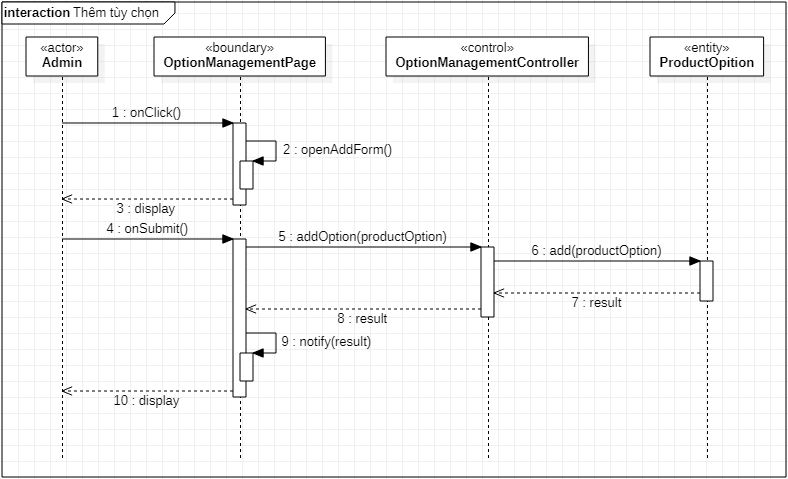 interaction Thêm tùy chọn
«actor»
Admin
«boundary»
OptionManagementPage
«control»
OptionManagementController
«entity»
ProductOpition
1 : onClick()
2 : openAddForm()
3 : display
4 : onSubmit()
5 : addOption(productOption)
6 : add(productOption)
7 : result
8 : result
9 : notify(result)
10 : display